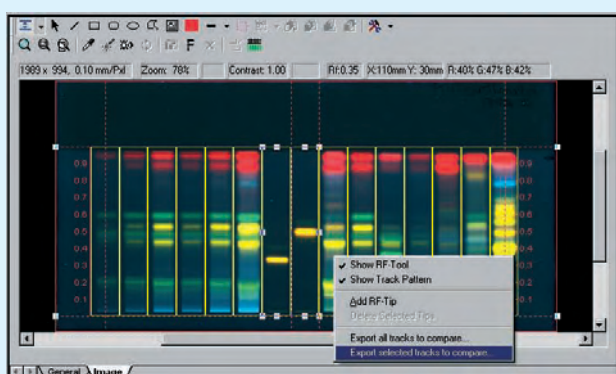 F
1989 x 994, 0.10 mm/Pxl Zoom: 78% Contrast: 1.00 Rf:0.35 X:110mm Y: 30mm R:40% G:47% B:42%
0.9 0.9
0.8 0.8
0.7 0.7
0.6 0.6
0.5 0.5
0.4 0.4
0.3 0.3
0.2 0.2
0.1 0.1
Show RF-Tool
Show Track Pattern
Add RF-Tip
Delete Selected Tips
Export all tracks to compare...
Export selected tracks to compare...
General Image